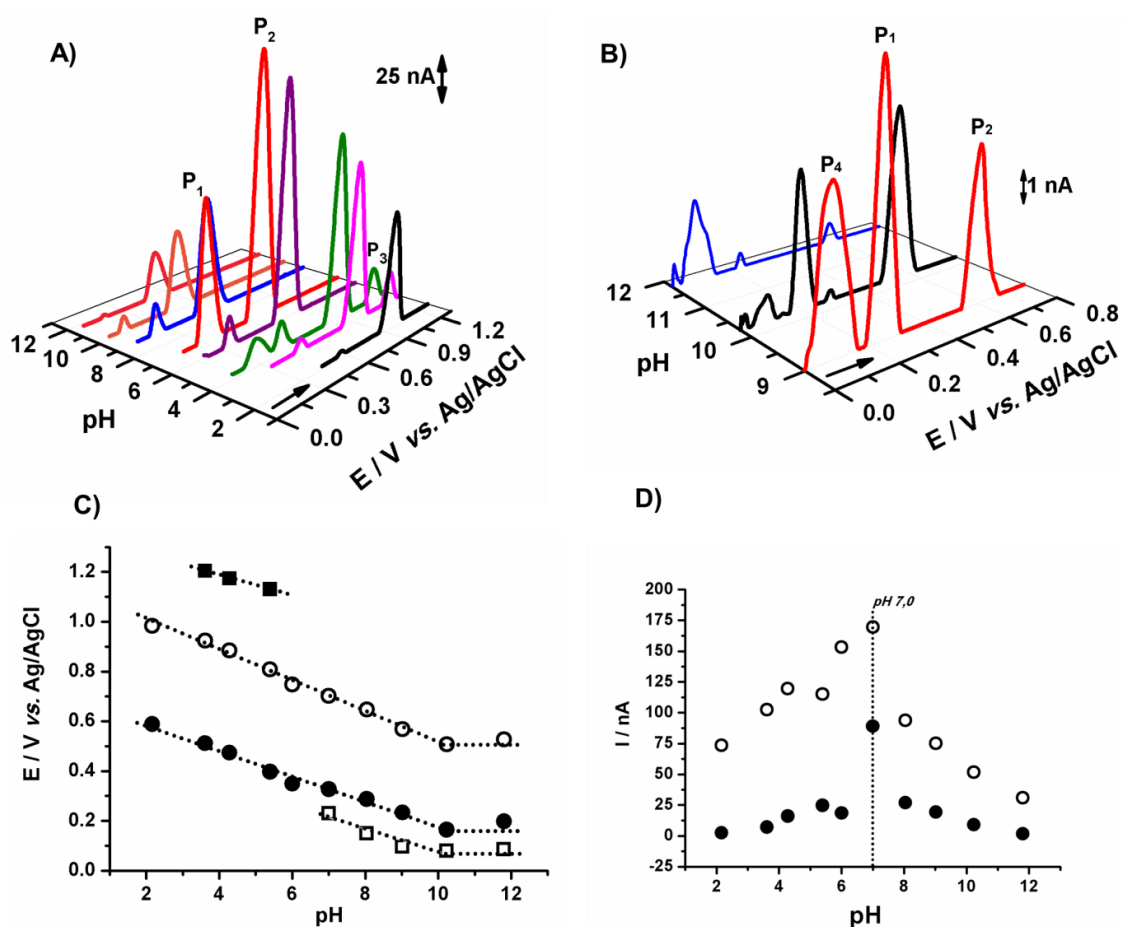 A)
P2
25 nA
P1
P3
12
10
8
6
4
2
pH
0.0
0.3
0.6
0.9
1.2
E / V vs. Ag/AgCl
B)
P1
P4
P2
1 nA
12
11
10
9
pH
0.0
0.2
0.4
0.6
0.8
E / V vs. Ag/AgCl
C)
E / V vs. Ag/AgCl
1.2
1.0
0.8
0.6
0.4
0.2
0.0
2 4 6 8 10 12
pH
D)
I / nA
200
175
150
125
100
75
50
25
0
-25
pH 7,0
2 4 6 8 10 12
pH